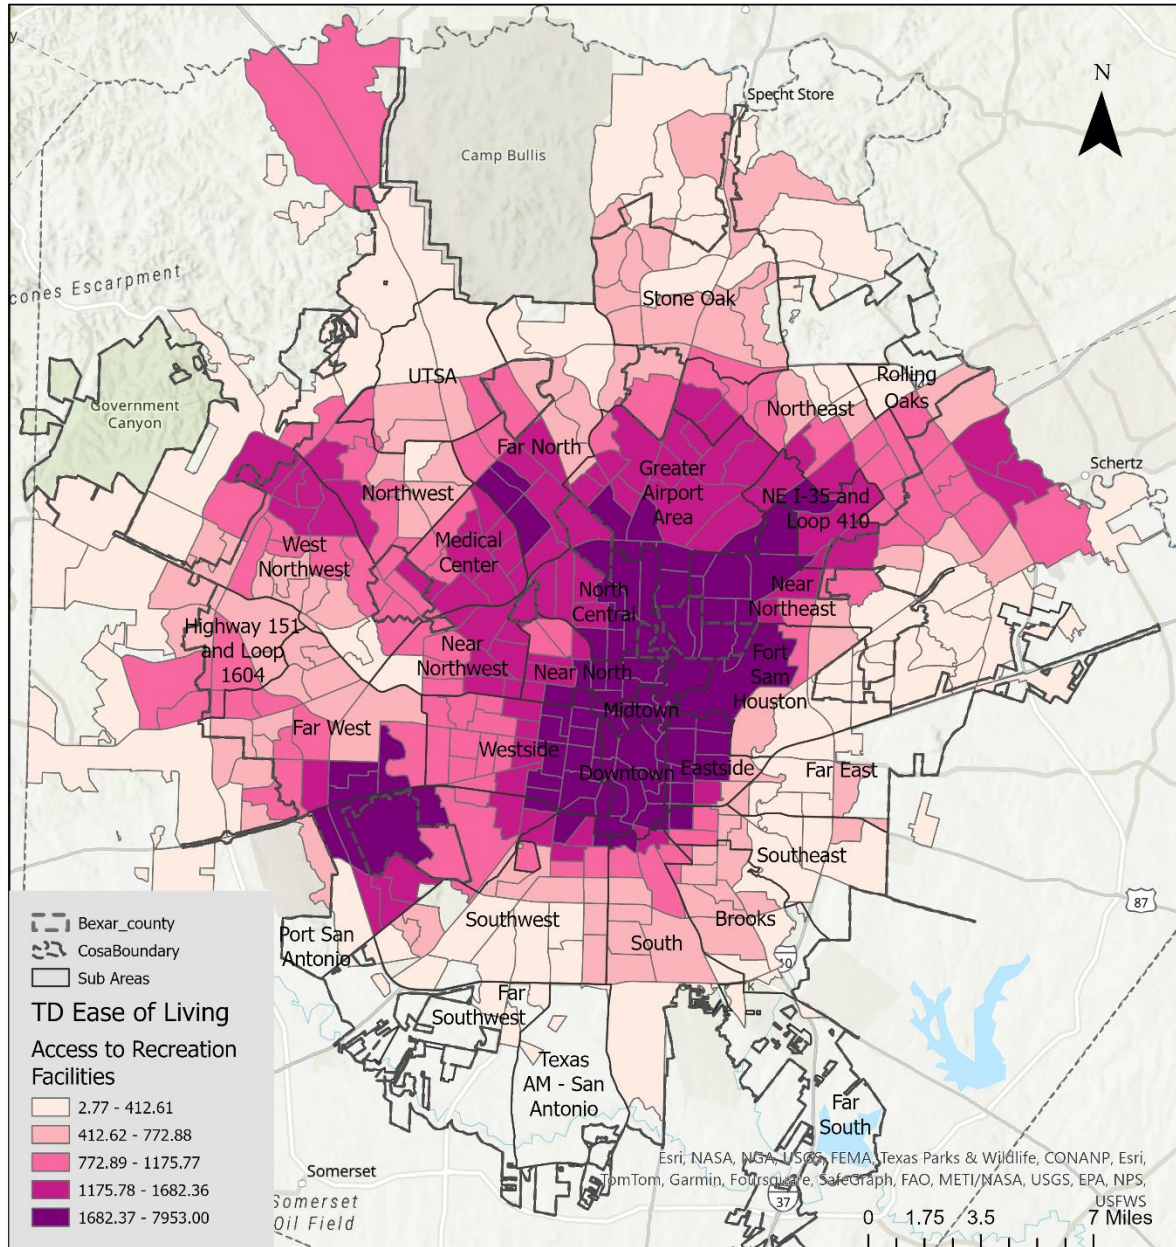 N
Specht Store
Camp Bullis
cones Escarpment
Stone Oak
UTSA
Rolling
Oaks
Government
Canyon
Northeast
Far North
Greater
Airport
Area
Schertz
Northwest
NE I-35 and
Loop 410
West
Northwest
Medical
Center
North
Central
Near
Northeast
Highway 151
and Loop
1604
Near
Northwest
Near North
Fort
Sam
Houston
Midtown
Far West
Westside
Downtown
Eastside
Far East
Southeast
Southwest
Brooks
87
Port San
Antonio
South
Far
Southwest
Texas
AM - San
Antonio
Far
South
Somerset
Somerset
Oil Field
37
Bexar_county
CosaBoundary
Sub Areas
TD Ease of Living
Access to Recreation
Facilities
2.77 - 412.61
412.62 - 772.88
772.89 - 1175.77
1175.78 - 1682.36
1682.37 - 7953.00
Esri, NASA, NGA, USGS, FEMA, Texas Parks & Wildlife, CONANP, Esri,
TomTom, Garmin, Foursquare, SafeGraph, FAO, METI/NASA, USGS, EPA, NPS,
USFWS
0 1.75 3.5 7 Miles